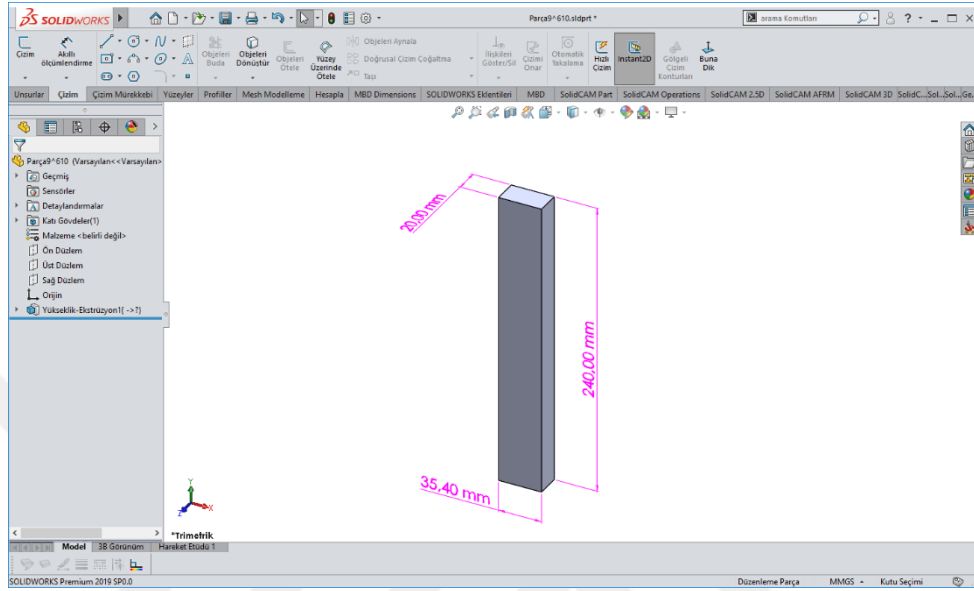 SOLIDWORKS
Parça9^610.sldprt *
arama Komutları
Çizim
Akıllı ölçümlendirme
Objeleri Buda
Objeleri Dönüştür
Objeleri Ötele
Yüzey Üzerinde Ötele
Objeleri Aynala
Doğrusal Çizim Çoğaltma
Taşı
İlişkileri Göster/Sil
Çizimi Onar
Otomatik Yakalama
Hızlı Çizim
Instant2D
Gölgeli Çizim Konturları
Buna Dik
Unsurlar Çizim Çizim Mürekkebi Yüzeyler Profiller Mesh Modelleme Hesapla MBD Dimensions SOLIDWORKS Eklentileri MBD SolidCAM Part SolidCAM Operations SolidCAM 2.5D SolidCAM AFRM SolidCAM 3D SolidC...Sol...Sol...Ge..
Parça9^610 (Varsayılan<<Varsayılan>
Geçmiş
Sensörler
Detaylandırmalar
Katı Gövdeler(1)
Malzeme <belirli değil>
Ön Düzlem
Üst Düzlem
Sağ Düzlem
Orijin
Yükseklik-Ekstrüzyon1{ ->?}
20,00 mm
240,00 mm
35,40 mm
Y
X
Z
*Trimetrik
Model 3B Görünüm Hareket Etüdü 1
SOLIDWORKS Premium 2019 SP0.0
Düzenleme Parça MMGS Kutu Seçimi